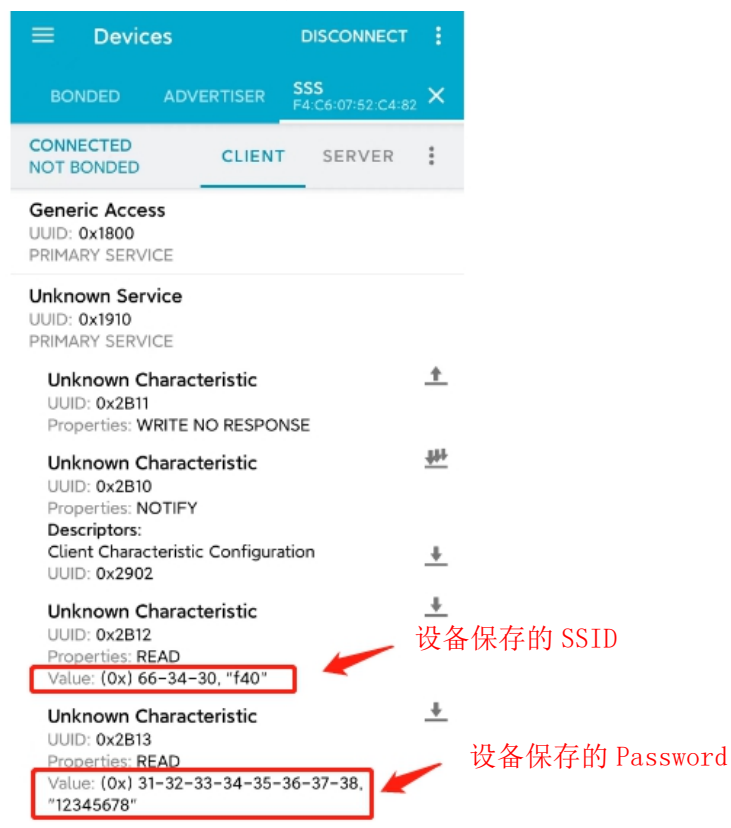 Devices DISCONNECT
BONDED ADVERTISER SSS
F4:C6:07:52:C4:82
CONNECTED
NOT BONDED
CLIENT SERVER
Generic Access
UUID: 0x1800
PRIMARY SERVICE
Unknown Service
UUID: 0x1910
PRIMARY SERVICE
Unknown Characteristic
UUID: 0x2B11
Properties: WRITE NO RESPONSE
Unknown Characteristic
UUID: 0x2B10
Properties: NOTIFY
Descriptors:
Client Characteristic Configuration
UUID: 0x2902
Unknown Characteristic
UUID: 0x2B12
Properties: READ
Value: (0x) 66-34-30, "f40"
设备保存的 SSID
Unknown Characteristic
UUID: 0x2B13
Properties: READ
Value: (0x) 31-32-33-34-35-36-37-38,
"12345678"
设备保存的 Password